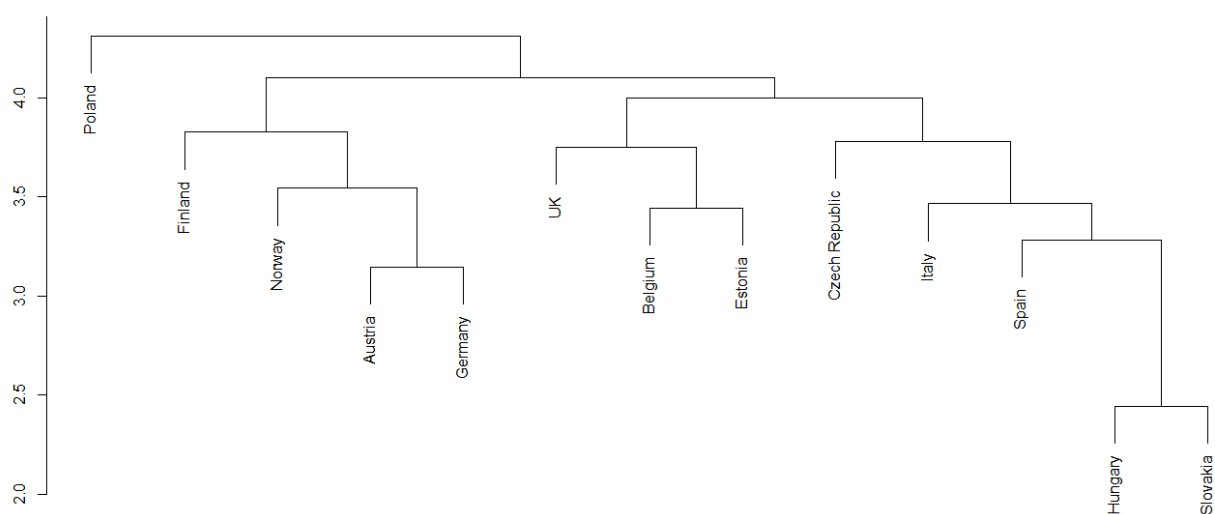 4.0
3.5
3.0
2.5
2.0
Poland
Finland
Norway
Austria
Germany
UK
Belgium
Estonia
Czech Republic
Italy
Spain
Hungary
Slovakia